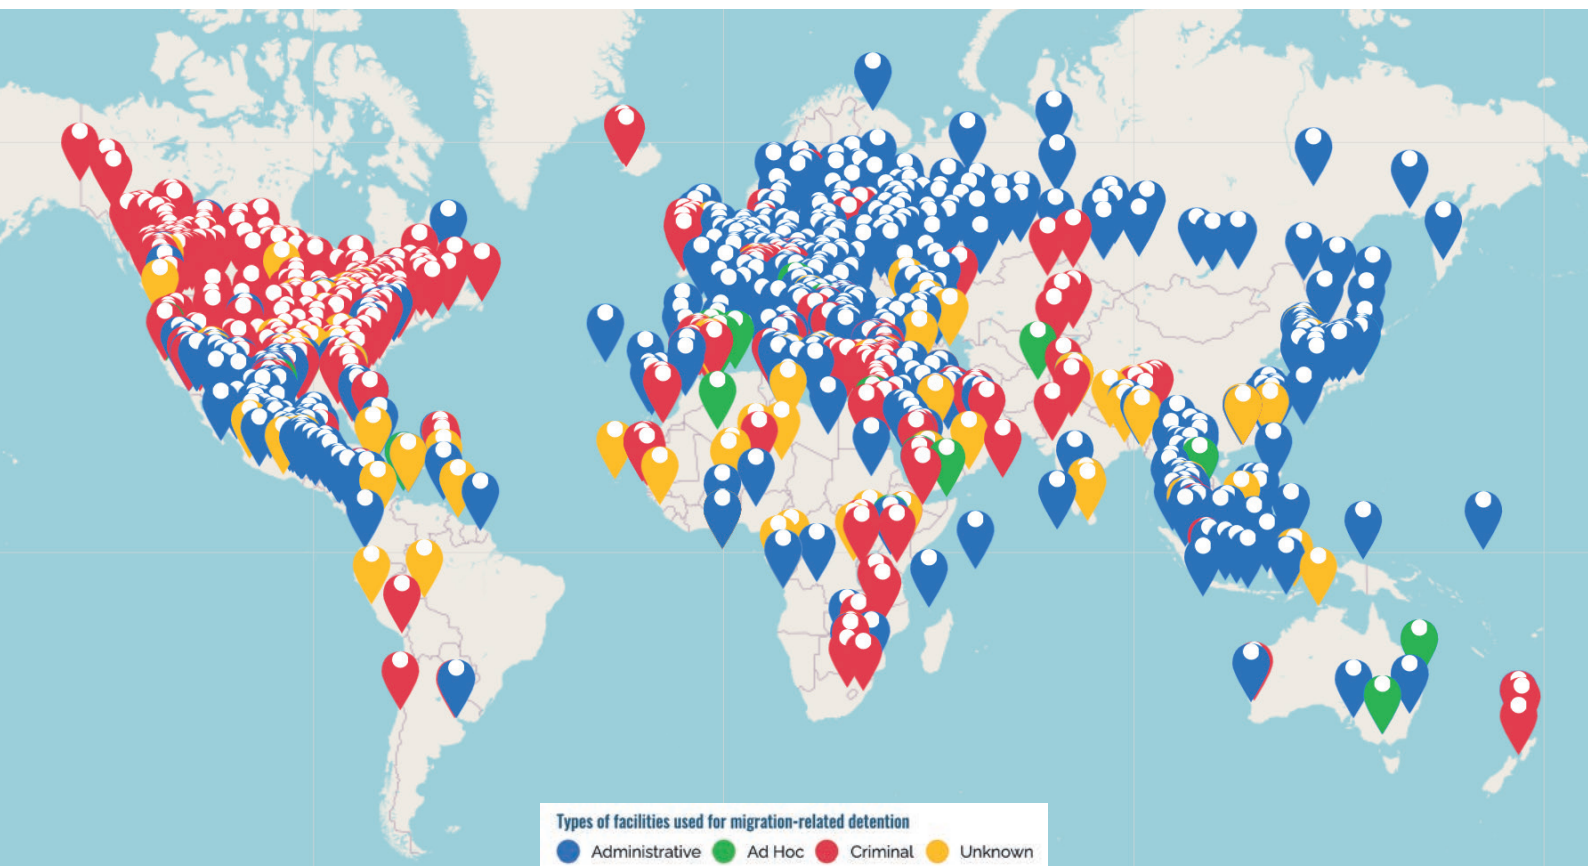 Types of facilities used for migration-related detention
Administrative Ad Hoc Criminal Unknown